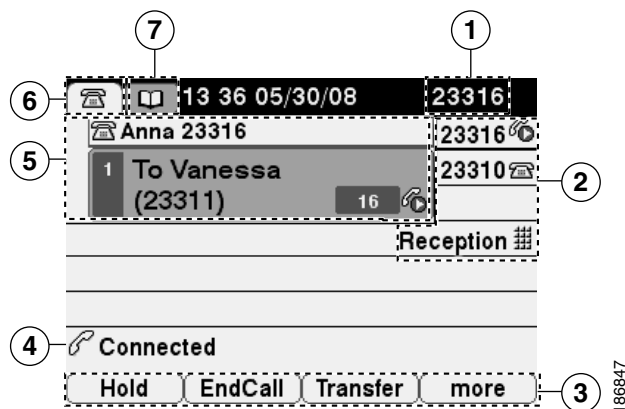 7
1
6
13 36 05/30/08
23316
Anna 23316
23316
5
1 To Vanessa
23310
2
(23311)
16
Reception
4
Connected
Hold EndCall Transfer more
3
186847